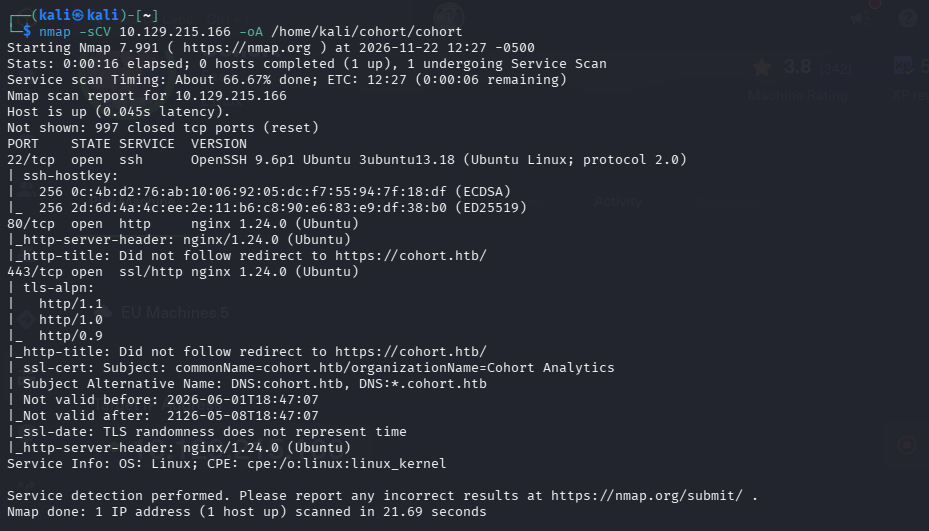 ┌──(kali㉿kali)-[~]
└─$ nmap -sCV 10.129.215.166 -oA /home/kali/cohort/cohort
Starting Nmap 7.991 ( https://nmap.org ) at 2026-11-22 12:27 -0500
Stats: 0:00:16 elapsed; 0 hosts completed (1 up), 1 undergoing Service Scan
Service scan Timing: About 66.67% done; ETC: 12:27 (0:00:06 remaining)
Nmap scan report for 10.129.215.166
Host is up (0.045s latency).
3.8 (342)
Machine Rating
Not shown: 997 closed tcp ports (reset)
PORT    STATE SERVICE  VERSION
22/tcp  open  ssh      OpenSSH 9.6p1 Ubuntu 3ubuntu13.18 (Ubuntu Linux; protocol 2.0)
| ssh-hostkey:
|   256 0c:4b:d2:76:ab:10:06:92:05:dc:f7:55:94:7f:18:df (ECDSA)
|_  256 2d:6d:4a:4c:ee:2e:11:b6:c8:90:e6:83:e9:df:38:b0 (ED25519)
Activity
80/tcp  open  http     nginx 1.24.0 (Ubuntu)
|_http-server-header: nginx/1.24.0 (Ubuntu)
|_http-title: Did not follow redirect to https://cohort.htb/
443/tcp open  ssl/http nginx 1.24.0 (Ubuntu)
| tls-alpn:
|   http/1.1
|   http/1.0
EU Machines 5
|_  http/0.9
|_http-title: Did not follow redirect to https://cohort.htb/
| ssl-cert: Subject: commonName=cohort.htb/organizationName=Cohort Analytics
| Subject Alternative Name: DNS:cohort.htb, DNS:*.cohort.htb
| Not valid before: 2026-06-01T18:47:07
|_Not valid after:  2126-05-08T18:47:07
|_ssl-date: TLS randomness does not represent time
|_http-server-header: nginx/1.24.0 (Ubuntu)
Service Info: OS: Linux; CPE: cpe:/o:linux:linux_kernel
Service detection performed. Please report any incorrect results at https://nmap.org/submit/ .
Nmap done: 1 IP address (1 host up) scanned in 21.69 seconds